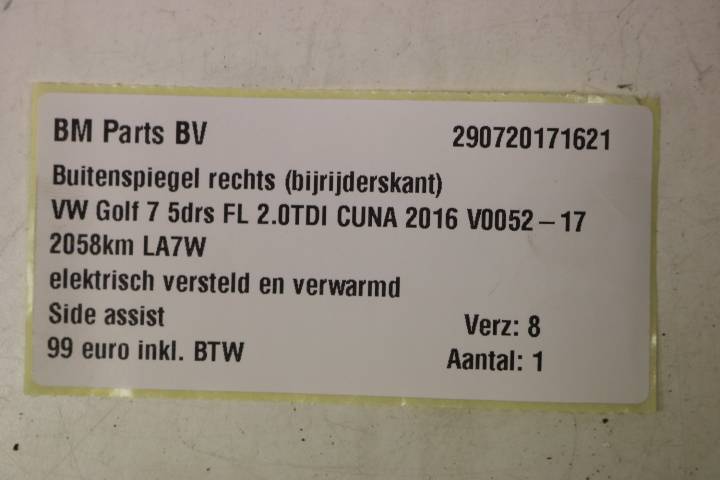 BM Parts BV 290720171621
Buitenspiegel rechts (bijrijderskant)
VW Golf 7 5drs FL 2.0TDI CUNA 2016 V0052-17
2058km LA7W
elektrisch versteld en verwarmd
Side assist Verz: 8
99 euro inkl. BTW Aantal: 1